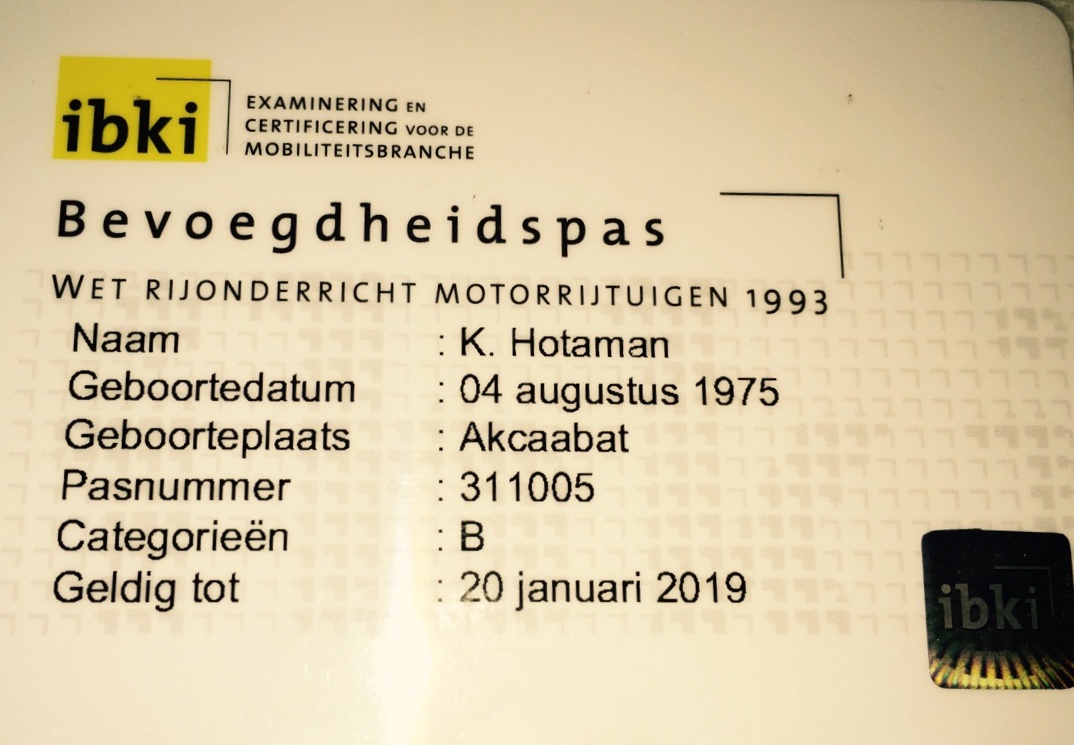 ibki
EXAMINERING EN
CERTIFICERING VOOR DE
MOBILITEITSBRANCHE
Bevoegdheidspas
WET RIJONDERRICHT MOTORRIJTUIGEN 1993
Naam : K. Hotaman
Geboortedatum : 04 augustus 1975
Geboorteplaats : Akcaabat
Pasnummer : 311005
Categorieën : B
Geldig tot : 20 januari 2019
ibki